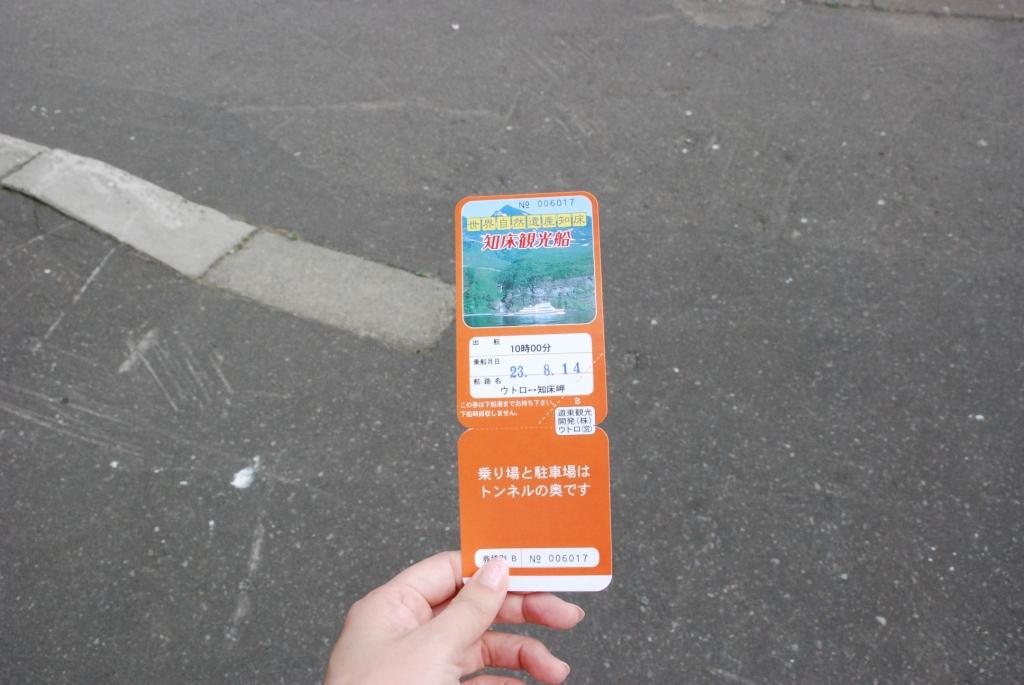 № 006017
世界自然遺産知床
知床観光船
出航 10時00分
乗船月日 23. 8. 14
航路名 ウトロ↔知床岬
この券は下船港までお持ち下さい。
下船時回収しません。
B
道東観光
開発(株)
ウトロ(営)
乗り場と駐車場は
トンネルの奥です
B № 006017